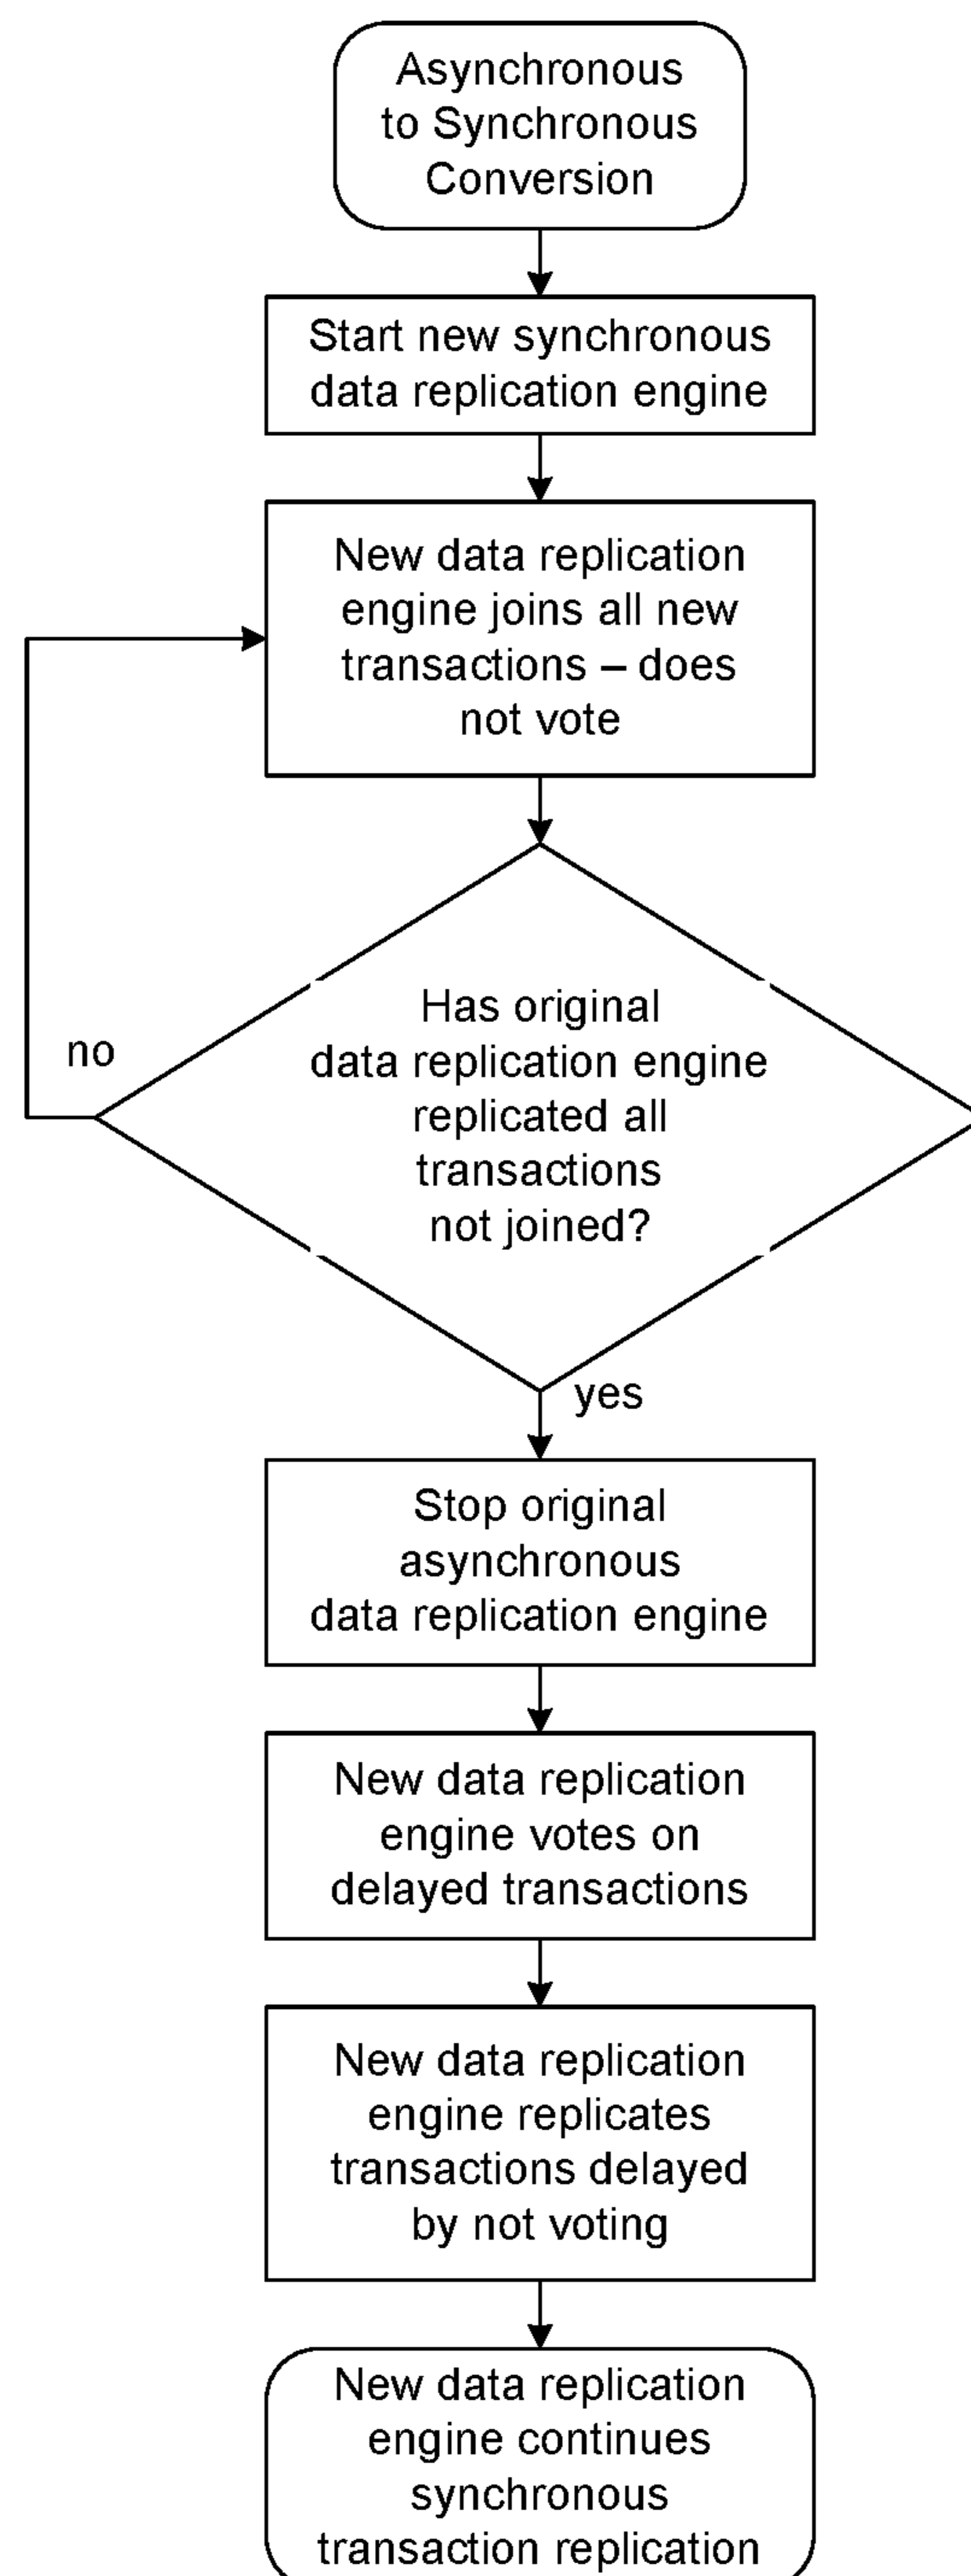 Asynchronous
to Synchronous
Conversion
Start new synchronous
data replication engine
New data replication
engine joins all new
transactions – does
not vote
Has original
data replication engine
replicated all
transactions
not joined?
no
yes
Stop original
asynchronous
data replication engine
New data replication
engine votes on
delayed transactions
New data replication
engine replicates
transactions delayed
by not voting
New data replication
engine continues
synchronous
transaction replication